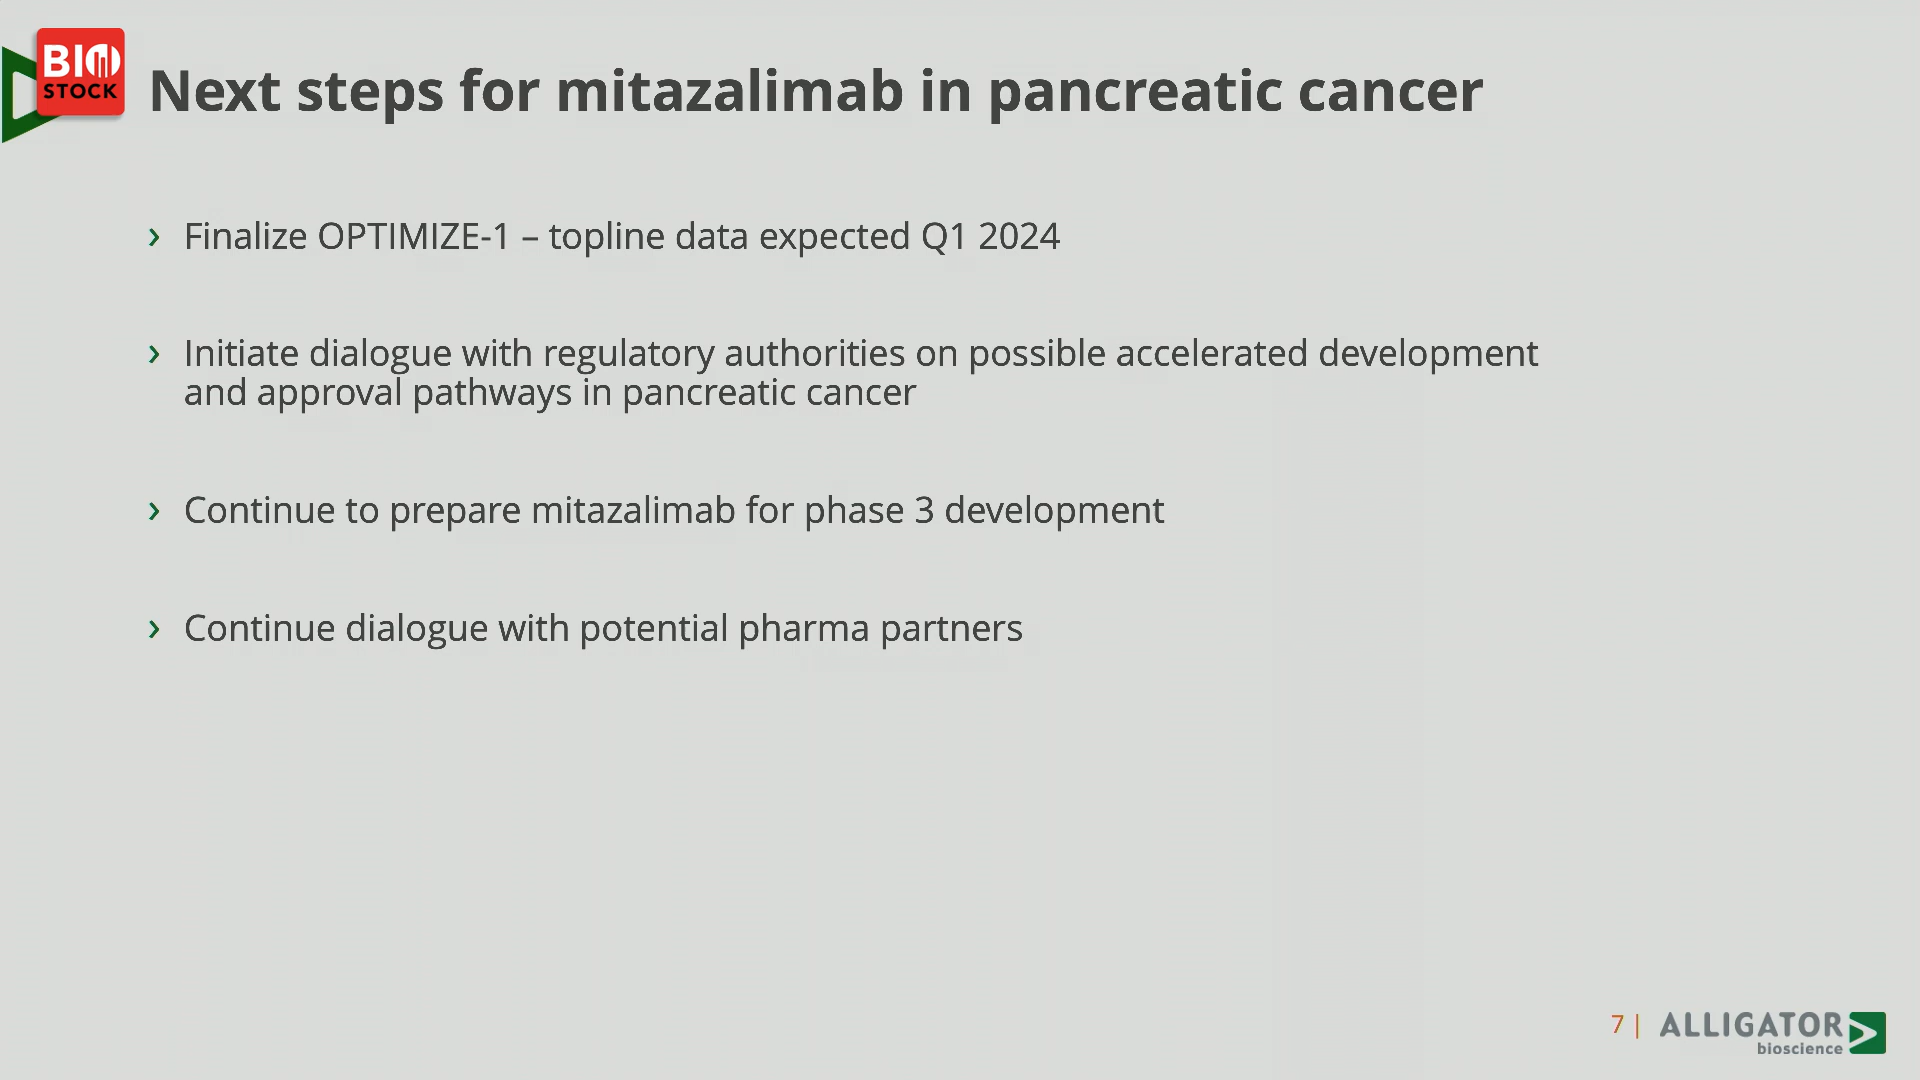 BIO
STOCK
Next steps for mitazalimab in pancreatic cancer
› Finalize OPTIMIZE-1 – topline data expected Q1 2024
› Initiate dialogue with regulatory authorities on possible accelerated development
and approval pathways in pancreatic cancer
› Continue to prepare mitazalimab for phase 3 development
› Continue dialogue with potential pharma partners
7 | ALLIGATOR
bioscience